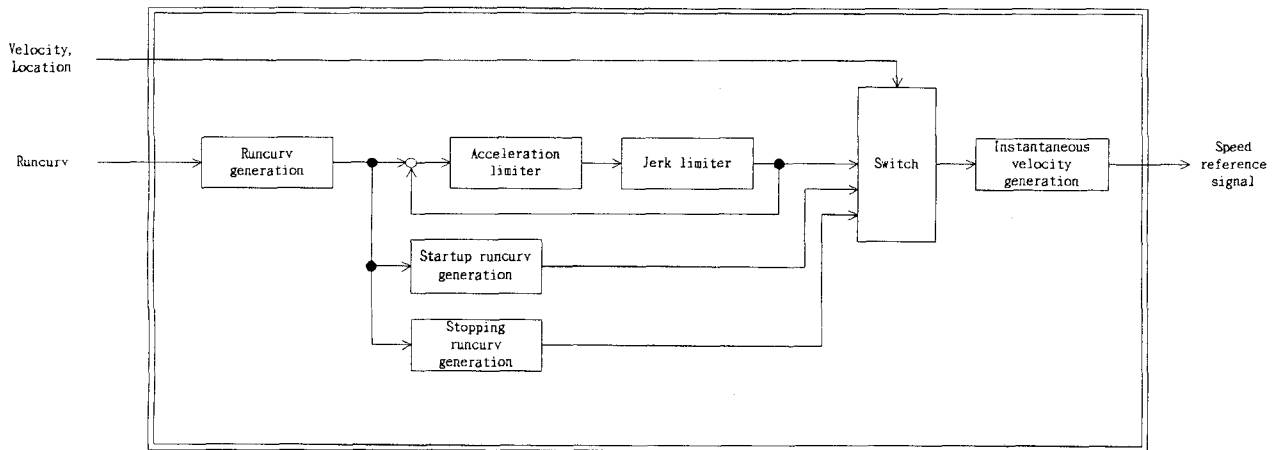 Velocity,
Location
Runcurv
Runcurv
generation
Acceleration
limiter
Jerk limiter
Switch
Instantaneous
velocity
generation
Speed
reference
signal
Startup runcurv
generation
Stopping
runcurv
generation